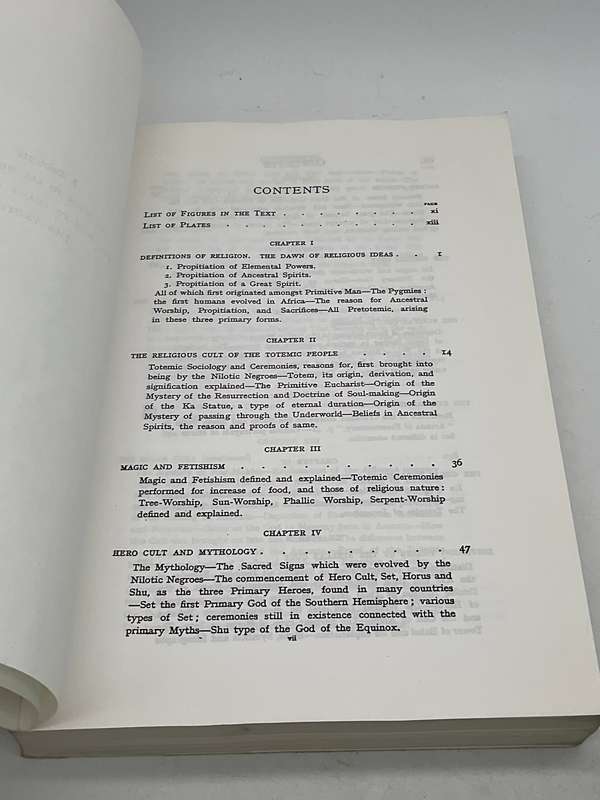 CONTENTS
PAGE
LIST OF FIGURES IN THE TEXT . . . . . . . . xi
LIST OF PLATES . . . . . . . . . . xiii
CHAPTER I
DEFINITIONS OF RELIGION. THE DAWN OF RELIGIOUS IDEAS . . 1
1. Propitiation of Elemental Powers.
2. Propitiation of Ancestral Spirits.
3. Propitiation of a Great Spirit.
All of which first originated amongst Primitive Man—The Pygmies :
the first humans evolved in Africa—The reason for Ancestral
Worship, Propitiation, and Sacrifices—All Pretotemic, arising
in these three primary forms.
CHAPTER II
THE RELIGIOUS CULT OF THE TOTEMIC PEOPLE . . . . 14
Totemic Sociology and Ceremonies, reasons for, first brought into
being by the Nilotic Negroes—Totem, its origin, derivation, and
signification explained—The Primitive Eucharist—Origin of the
Mystery of the Resurrection and Doctrine of Soul-making—Origin
of the Ka Statue, a type of eternal duration—Origin of the
Mystery of passing through the Underworld—Beliefs in Ancestral
Spirits, the reason and proofs of same.
CHAPTER III
MAGIC AND FETISHISM . . . . . . . . . . 36
Magic and Fetishism defined and explained—Totemic Ceremonies
performed for increase of food, and those of religious nature :
Tree-Worship, Sun-Worship, Phallic Worship, Serpent-Worship
defined and explained.
CHAPTER IV
HERO CULT AND MYTHOLOGY . . . . . . . . 47
The Mythology—The Sacred Signs which were evolved by the
Nilotic Negroes—The commencement of Hero Cult, Set, Horus and
Shu, as the three Primary Heroes, found in many countries
—Set the first Primary God of the Southern Hemisphere ; various
types of Set ; ceremonies still in existence connected with the
primary Myths—Shu type of the God of the Equinox.
vii